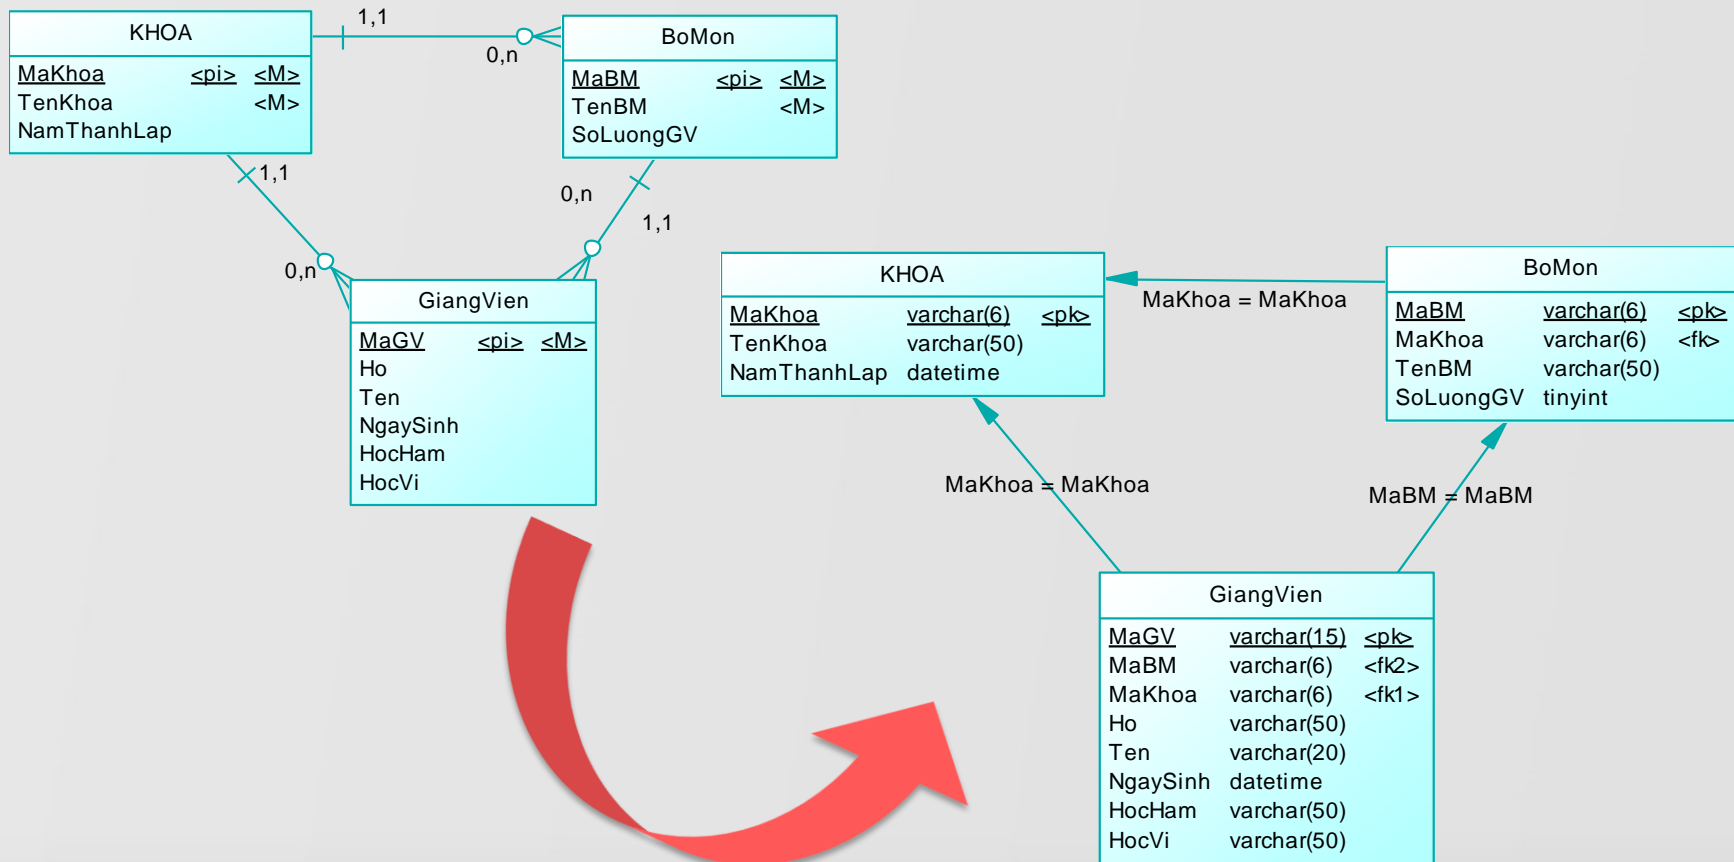 KHOA
MaKhoa <pi> <M>
TenKhoa <M>
NamThanhLap
1,1
0,n
BoMon
MaBM <pi> <M>
TenBM <M>
SoLuongGV
1,1
0,n
0,n
1,1
GiangVien
MaGV <pi> <M>
Ho
Ten
NgaySinh
HocHam
HocVi
KHOA
MaKhoa varchar(6) <pk>
TenKhoa varchar(50)
NamThanhLap datetime
MaKhoa = MaKhoa
BoMon
MaBM varchar(6) <pk>
MaKhoa varchar(6) <fk>
TenBM varchar(50)
SoLuongGV tinyint
MaKhoa = MaKhoa
MaBM = MaBM
GiangVien
MaGV varchar(15) <pk>
MaBM varchar(6) <fk2>
MaKhoa varchar(6) <fk1>
Ho varchar(50)
Ten varchar(20)
NgaySinh datetime
HocHam varchar(50)
HocVi varchar(50)